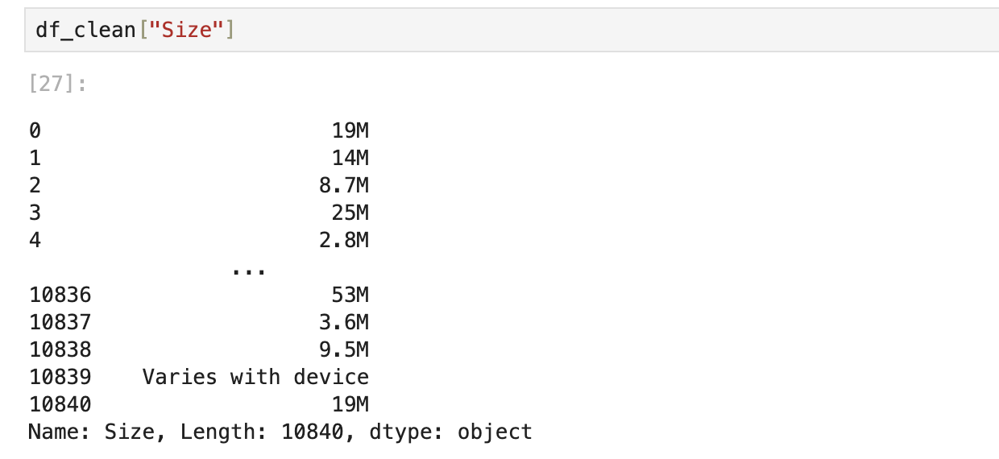 df_clean["Size"]
[27]:
0                        19M
1                        14M
2                       8.7M
3                        25M
4                       2.8M
                ...
10836                    53M
10837                   3.6M
10838                   9.5M
10839    Varies with device
10840                    19M
Name: Size, Length: 10840, dtype: object